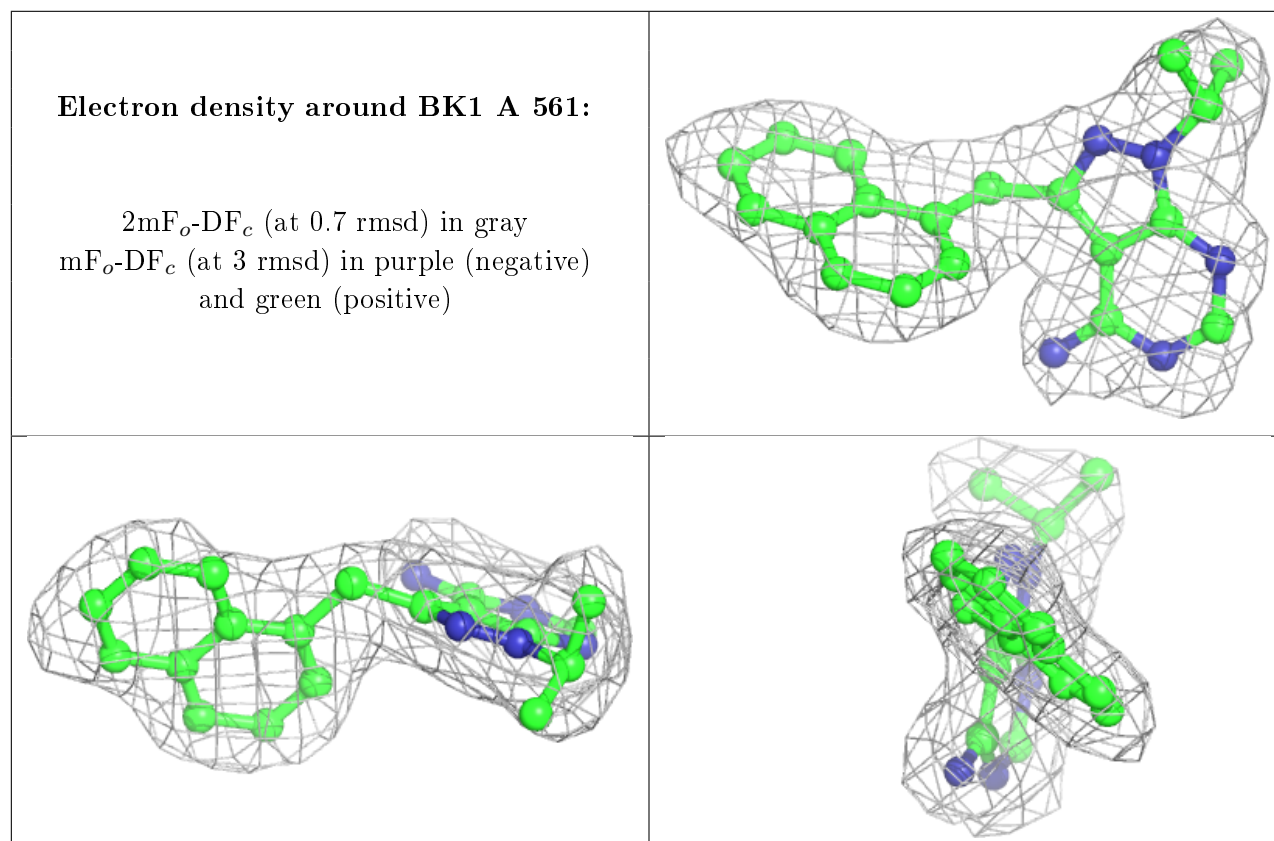 Electron density around BK1 A 561:
2mFₒ-DF𝒸 (at 0.7 rmsd) in gray
mFₒ-DF𝒸 (at 3 rmsd) in purple (negative)
and green (positive)